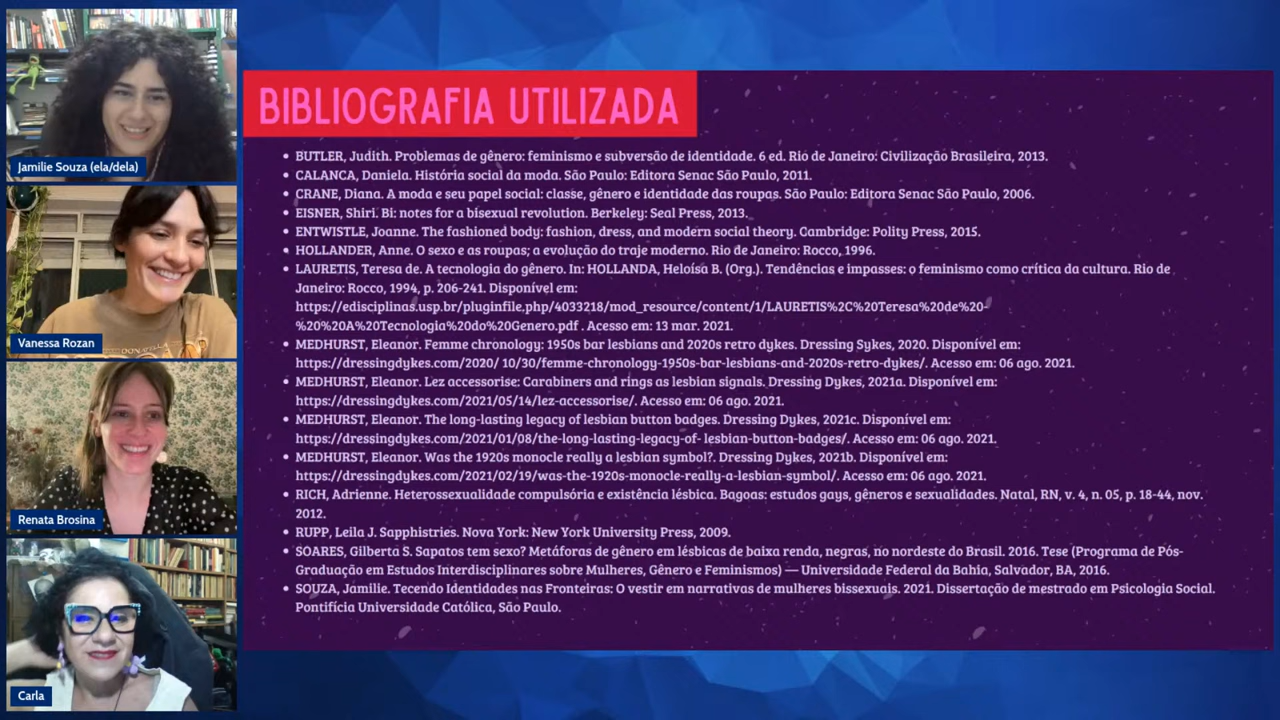 Jamilie Souza (ela/dela)
Vanessa Rozan
Renata Brosina
Carla
BIBLIOGRAFIA UTILIZADA
• BUTLER, Judith. Problemas de gênero: feminismo e subversão de identidade. 6 ed. Rio de Janeiro: Civilização Brasileira, 2013.
• CALANCA, Daniela. História social da moda. São Paulo: Editora Senac São Paulo, 2011.
• CRANE, Diana. A moda e seu papel social: classe, gênero e identidade das roupas. São Paulo: Editora Senac São Paulo, 2006.
• EISNER, Shiri. Bi: notes for a bisexual revolution. Berkeley: Seal Press, 2013.
• ENTWISTLE, Joanne. The fashioned body: fashion, dress, and modern social theory. Cambridge: Polity Press, 2015.
• HOLLANDER, Anne. O sexo e as roupas; a evolução do traje moderno. Rio de Janeiro: Rocco, 1996.
• LAURETIS, Teresa de. A tecnologia do gênero. In: HOLLANDA, Heloísa B. (Org.). Tendências e impasses: o feminismo como crítica da cultura. Rio de
Janeiro: Rocco, 1994, p. 206-241. Disponível em:
https://edisciplinas.usp.br/pluginfile.php/4033218/mod_resource/content/1/LAURETIS%2C%20Teresa%20de%20-
%20%20A%20Tecnologia%20do%20Genero.pdf . Acesso em: 13 mar. 2021.
• MEDHURST, Eleanor. Femme chronology: 1950s bar lesbians and 2020s retro dykes. Dressing Sykes, 2020. Disponível em:
https://dressingdykes.com/2020/ 10/30/femme-chronology-1950s-bar-lesbians-and-2020s-retro-dykes/. Acesso em: 06 ago. 2021.
• MEDHURST, Eleanor. Lez accessorise: Carabiners and rings as lesbian signals. Dressing Dykes, 2021a. Disponível em:
https://dressingdykes.com/2021/05/14/lez-accessorise/. Acesso em: 06 ago. 2021.
• MEDHURST, Eleanor. The long-lasting legacy of lesbian button badges. Dressing Dykes, 2021c. Disponível em:
https://dressingdykes.com/2021/01/08/the-long-lasting-legacy-of- lesbian-button-badges/. Acesso em: 06 ago. 2021.
• MEDHURST, Eleanor. Was the 1920s monocle really a lesbian symbol?. Dressing Dykes, 2021b. Disponível em:
https://dressingdykes.com/2021/02/19/was-the-1920s-monocle-really-a-lesbian-symbol/. Acesso em: 06 ago. 2021.
• RICH, Adrienne. Heterossexualidade compulsória e existência lésbica. Bagoas: estudos gays, gêneros e sexualidades. Natal, RN, v. 4, n. 05, p. 18-44, nov.
2012.
• RUPP, Leila J. Sapphistries. Nova York: New York University Press, 2009.
• SOARES, Gilberta S. Sapatos tem sexo? Metáforas de gênero em lésbicas de baixa renda, negras, no nordeste do Brasil. 2016. Tese (Programa de Pós-
Graduação em Estudos Interdisciplinares sobre Mulheres, Gênero e Feminismos) — Universidade Federal da Bahia, Salvador, BA, 2016.
• SOUZA, Jamilie. Tecendo Identidades nas Fronteiras: O vestir em narrativas de mulheres bissexuais. 2021. Dissertação de mestrado em Psicologia Social.
Pontifícia Universidade Católica, São Paulo.